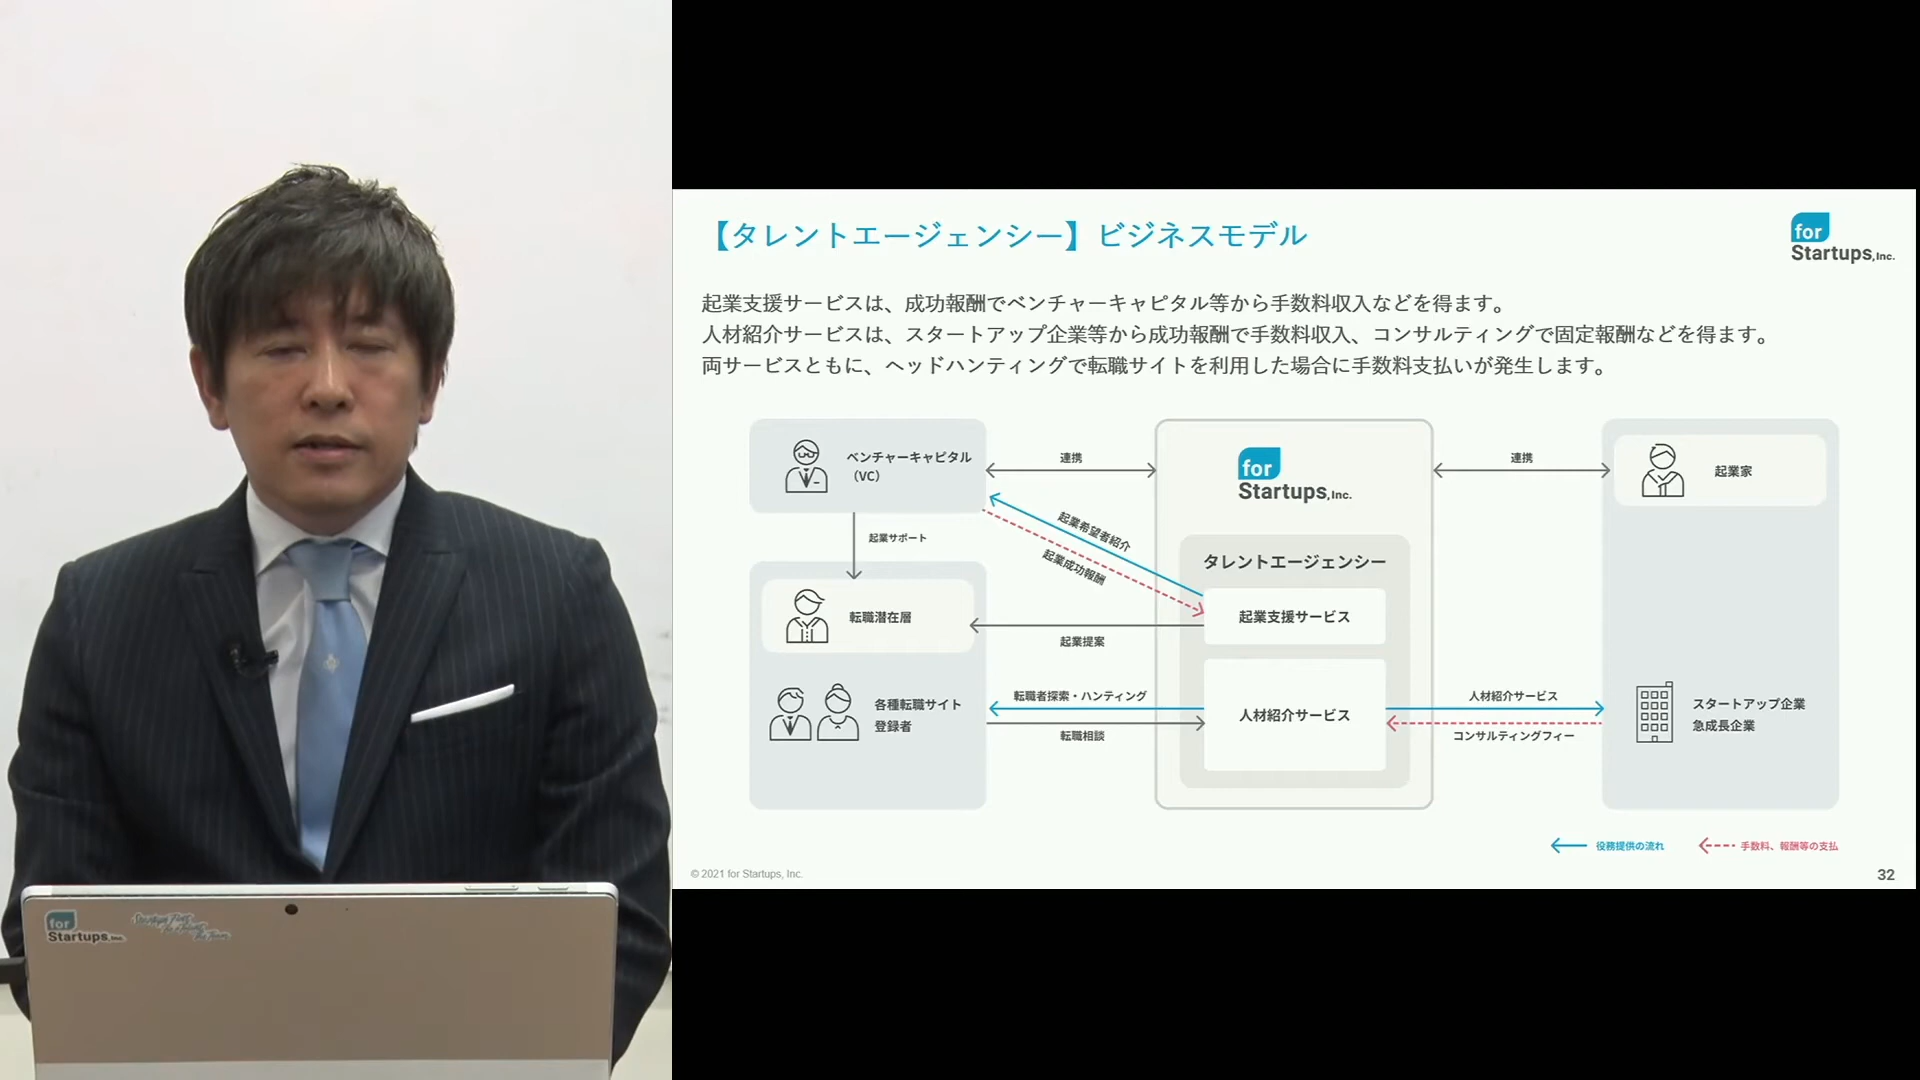 【タレントエージェンシー】ビジネスモデル
for
Startups,Inc.
起業支援サービスは、成功報酬でベンチャーキャピタル等から手数料収入などを得ます。
人材紹介サービスは、スタートアップ企業等から成功報酬で手数料収入、コンサルティングで固定報酬などを得ます。
両サービスともに、ヘッドハンティングで転職サイトを利用した場合に手数料支払いが発生します。
ベンチャーキャピタル
（VC）
連携
for
Startups,Inc.
連携
起業家
起業希望者紹介
起業成功報酬
起業サポート
タレントエージェンシー
転職潜在層
起業支援サービス
起業提案
転職者探索・ハンティング
各種転職サイト
登録者
転職相談
人材紹介サービス
人材紹介サービス
コンサルティングフィー
スタートアップ企業
急成長企業
役務提供の流れ
手数料、報酬等の支払
© 2021 for Startups, Inc.
32
for
Startups,Inc.